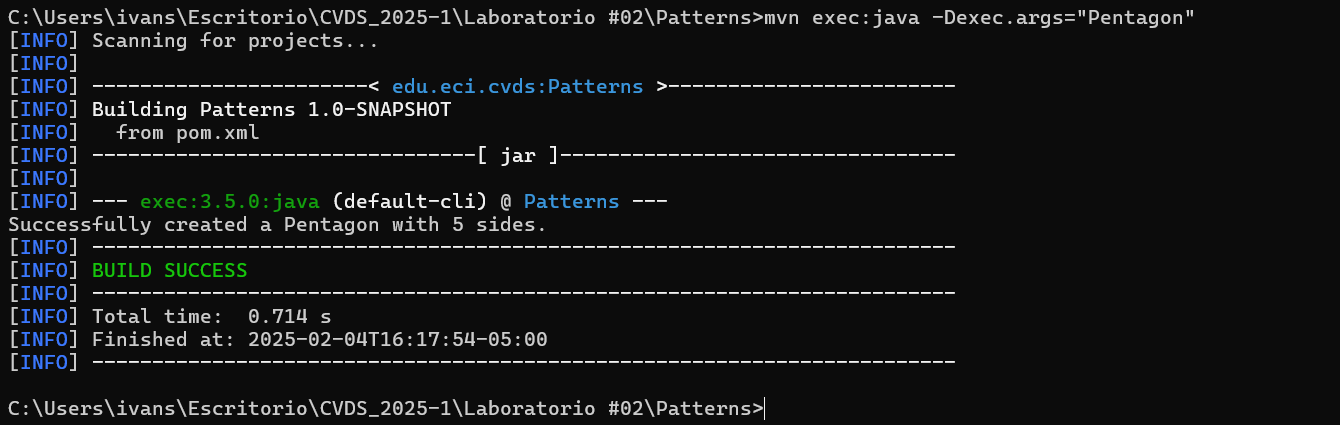 C:\Users\ivans\Escritorio\CVDS_2025-1\Laboratorio #02\Patterns>mvn exec:java -Dexec.args="Pentagon"
[INFO] Scanning for projects...
[INFO]
[INFO] -----------------------< edu.eci.cvds:Patterns >------------------------
[INFO] Building Patterns 1.0-SNAPSHOT
[INFO]   from pom.xml
[INFO] --------------------------------[ jar ]---------------------------------
[INFO]
[INFO] --- exec:3.5.0:java (default-cli) @ Patterns ---
Successfully created a Pentagon with 5 sides.
[INFO] ------------------------------------------------------------------------
[INFO] BUILD SUCCESS
[INFO] ------------------------------------------------------------------------
[INFO] Total time:  0.714 s
[INFO] Finished at: 2025-02-04T16:17:54-05:00
[INFO] ------------------------------------------------------------------------
C:\Users\ivans\Escritorio\CVDS_2025-1\Laboratorio #02\Patterns>